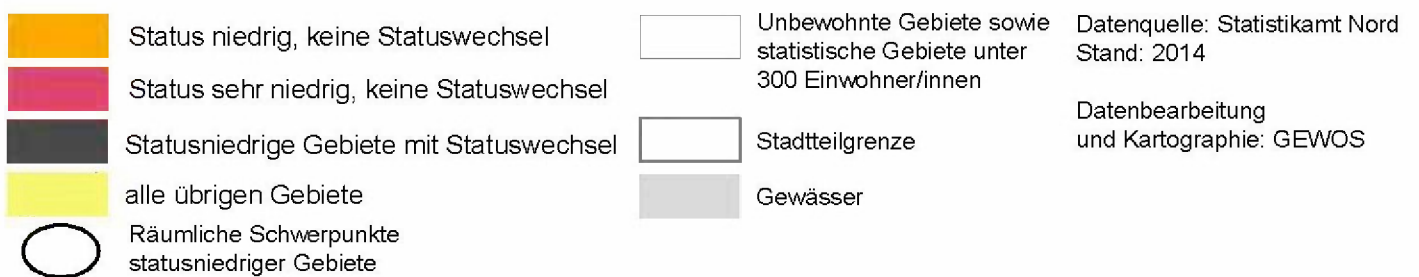 Status niedrig, keine Statuswechsel
Status sehr niedrig, keine Statuswechsel
Statusniedrige Gebiete mit Statuswechsel
alle übrigen Gebiete
Räumliche Schwerpunkte
statusniedriger Gebiete
Unbewohnte Gebiete sowie
statistische Gebiete unter
300 Einwohner/innen
Stadtteilgrenze
Gewässer
Datenquelle: Statistikamt Nord
Stand: 2014
Datenbearbeitung
und Kartographie: GEWOS